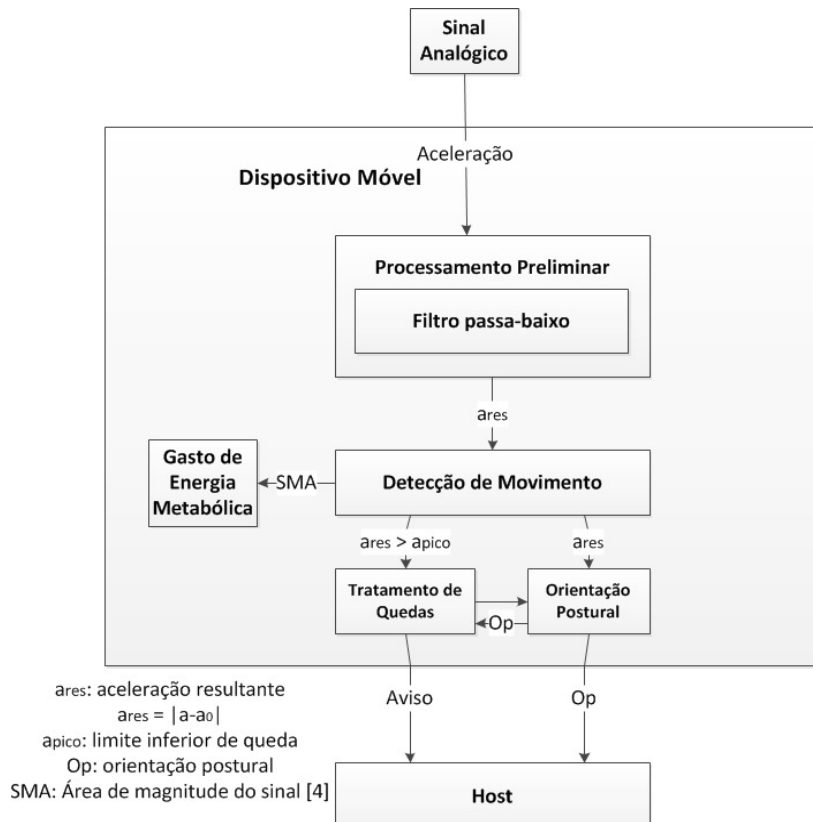 Sinal
Analógico
Aceleração
Dispositivo Móvel
Processamento Preliminar
Filtro passa-baixo
ares
Gasto de
Energia
Metabólica
SMA
Detecção de Movimento
ares > apico
ares
Tratamento de
Quedas
Op
Orientação
Postural
Aviso
Op
ares: aceleração resultante
ares = |a-a0|
apico: limite inferior de queda
Op: orientação postural
SMA: Área de magnitude do sinal [4]
Host